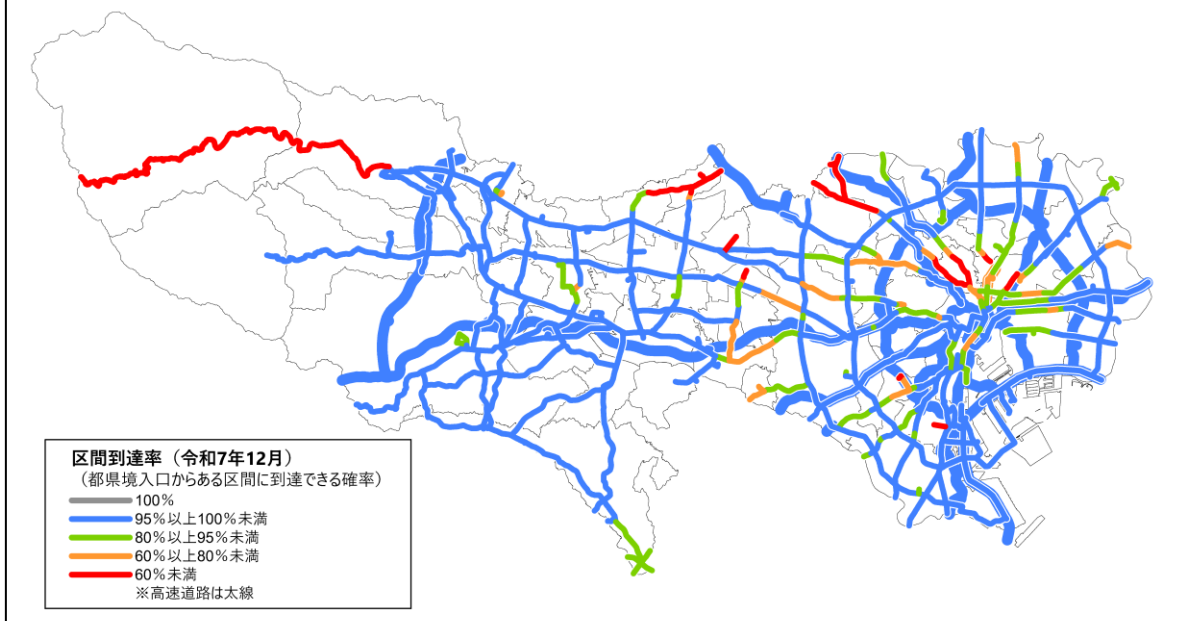 区間到達率（令和7年12月）
（都県境入口からある区間に到達できる確率）
100%
95%以上100%未満
80%以上95%未満
60%以上80%未満
60%未満
※高速道路は太線